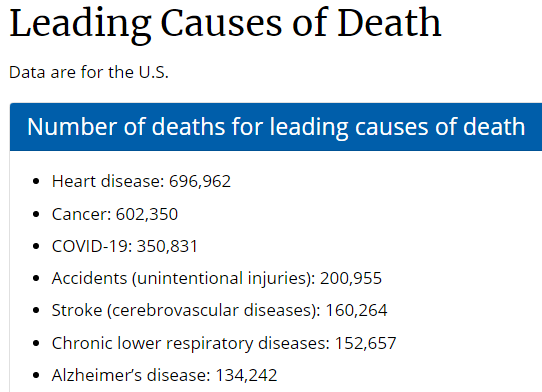 Leading Causes of Death
Data are for the U.S.
Number of deaths for leading causes of death
• Heart disease: 696,962
• Cancer: 602,350
• COVID-19: 350,831
• Accidents (unintentional injuries): 200,955
• Stroke (cerebrovascular diseases): 160,264
• Chronic lower respiratory diseases: 152,657
• Alzheimer’s disease: 134,242